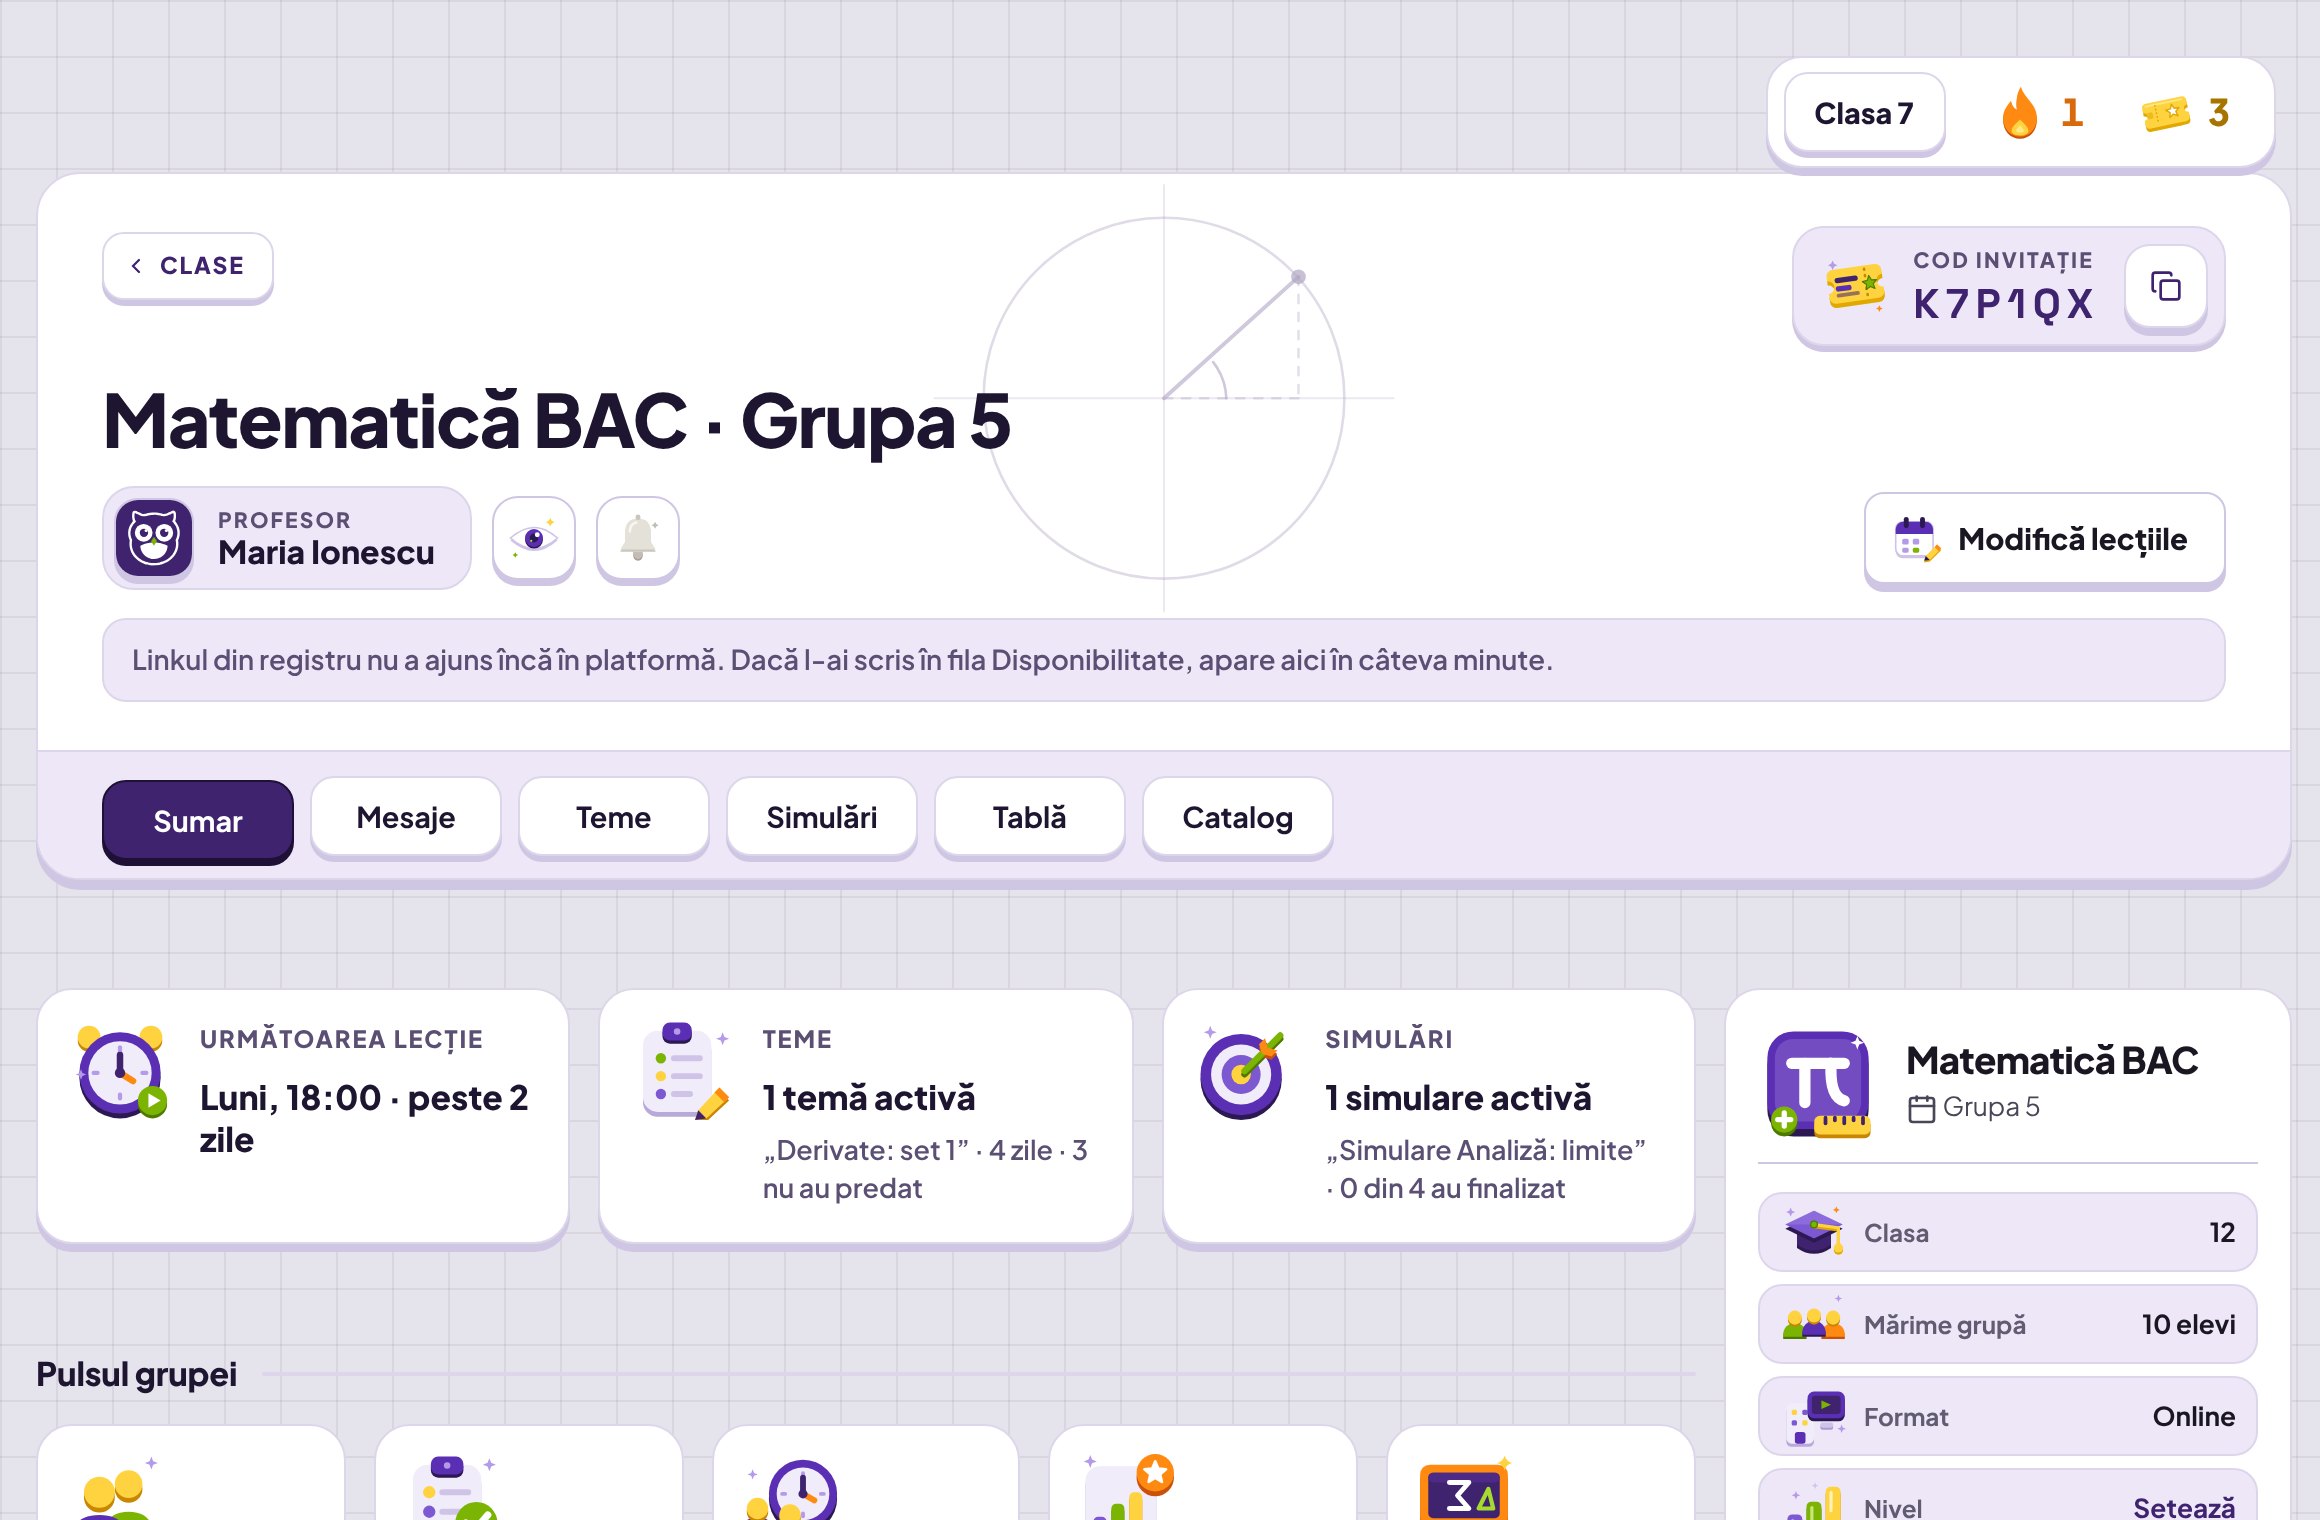 Clasa 7
1
3
CLASE
COD INVITAȚIE
K7P1QX
Matematică BAC · Grupa 5
PROFESOR
Maria Ionescu
Modifică lecțiile
Linkul din registru nu a ajuns încă în platformă. Dacă l-ai scris în fila Disponibilitate, apare aici în câteva minute.
Sumar
Mesaje
Teme
Simulări
Tablă
Catalog
URMĂTOAREA LECȚIE
Luni, 18:00 · peste 2
zile
TEME
1 temă activă
„Derivate: set 1” · 4 zile · 3
nu au predat
SIMULĂRI
1 simulare activă
„Simulare Analiză: limite”
· 0 din 4 au finalizat
Matematică BAC
Grupa 5
Clasa
12
Mărime grupă
10 elevi
Format
Online
Nivel
Setează
Pulsul grupei